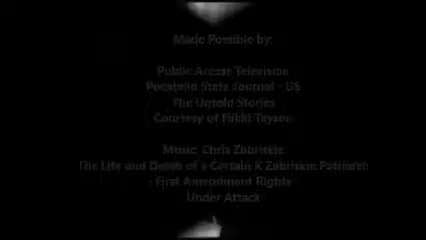 Made Possible by:
Public Access Television
Pocatello State Journal - US
The Untold Stories
Courtesy of Nikki Tayson
Music: Chris Zabriskie
The Life and Death of a Certain K Zabriskie Patriarch
- First Amendment Rights
Under Attack